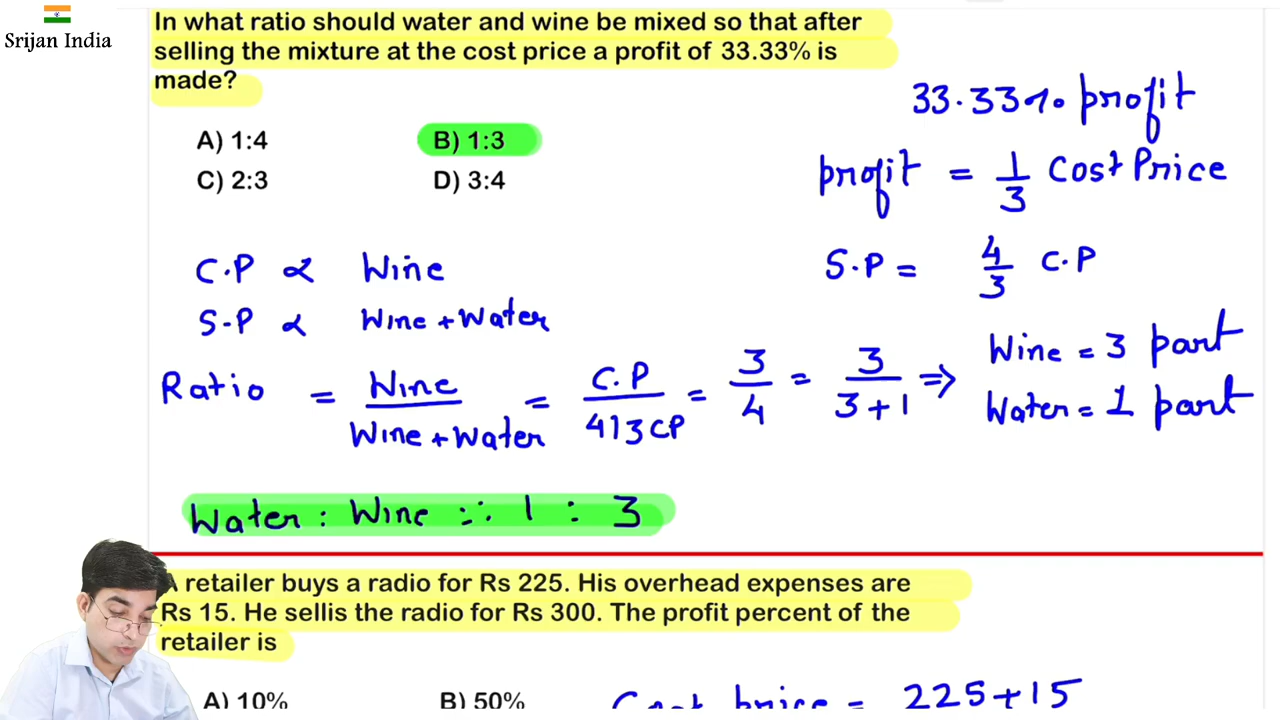 Srijan India
In what ratio should water and wine be mixed so that after
selling the mixture at the cost price a profit of 33.33% is
made?
A) 1:4
B) 1:3
C) 2:3
D) 3:4
33.33% profit
profit = 1/3 Cost Price
S.P = 4/3 C.P
C.P ∝ Wine
S.P ∝ Wine + Water
Ratio = Wine / Wine + Water = C.P / 4/3 CP = 3/4 = 3/3+1 ⇒
Wine = 3 part
Water = 1 part
Water : Wine :: 1 : 3
A retailer buys a radio for Rs 225. His overhead expenses are
Rs 15. He sellis the radio for Rs 300. The profit percent of the
retailer is
A) 10%
B) 50%
Cost price = 225+15